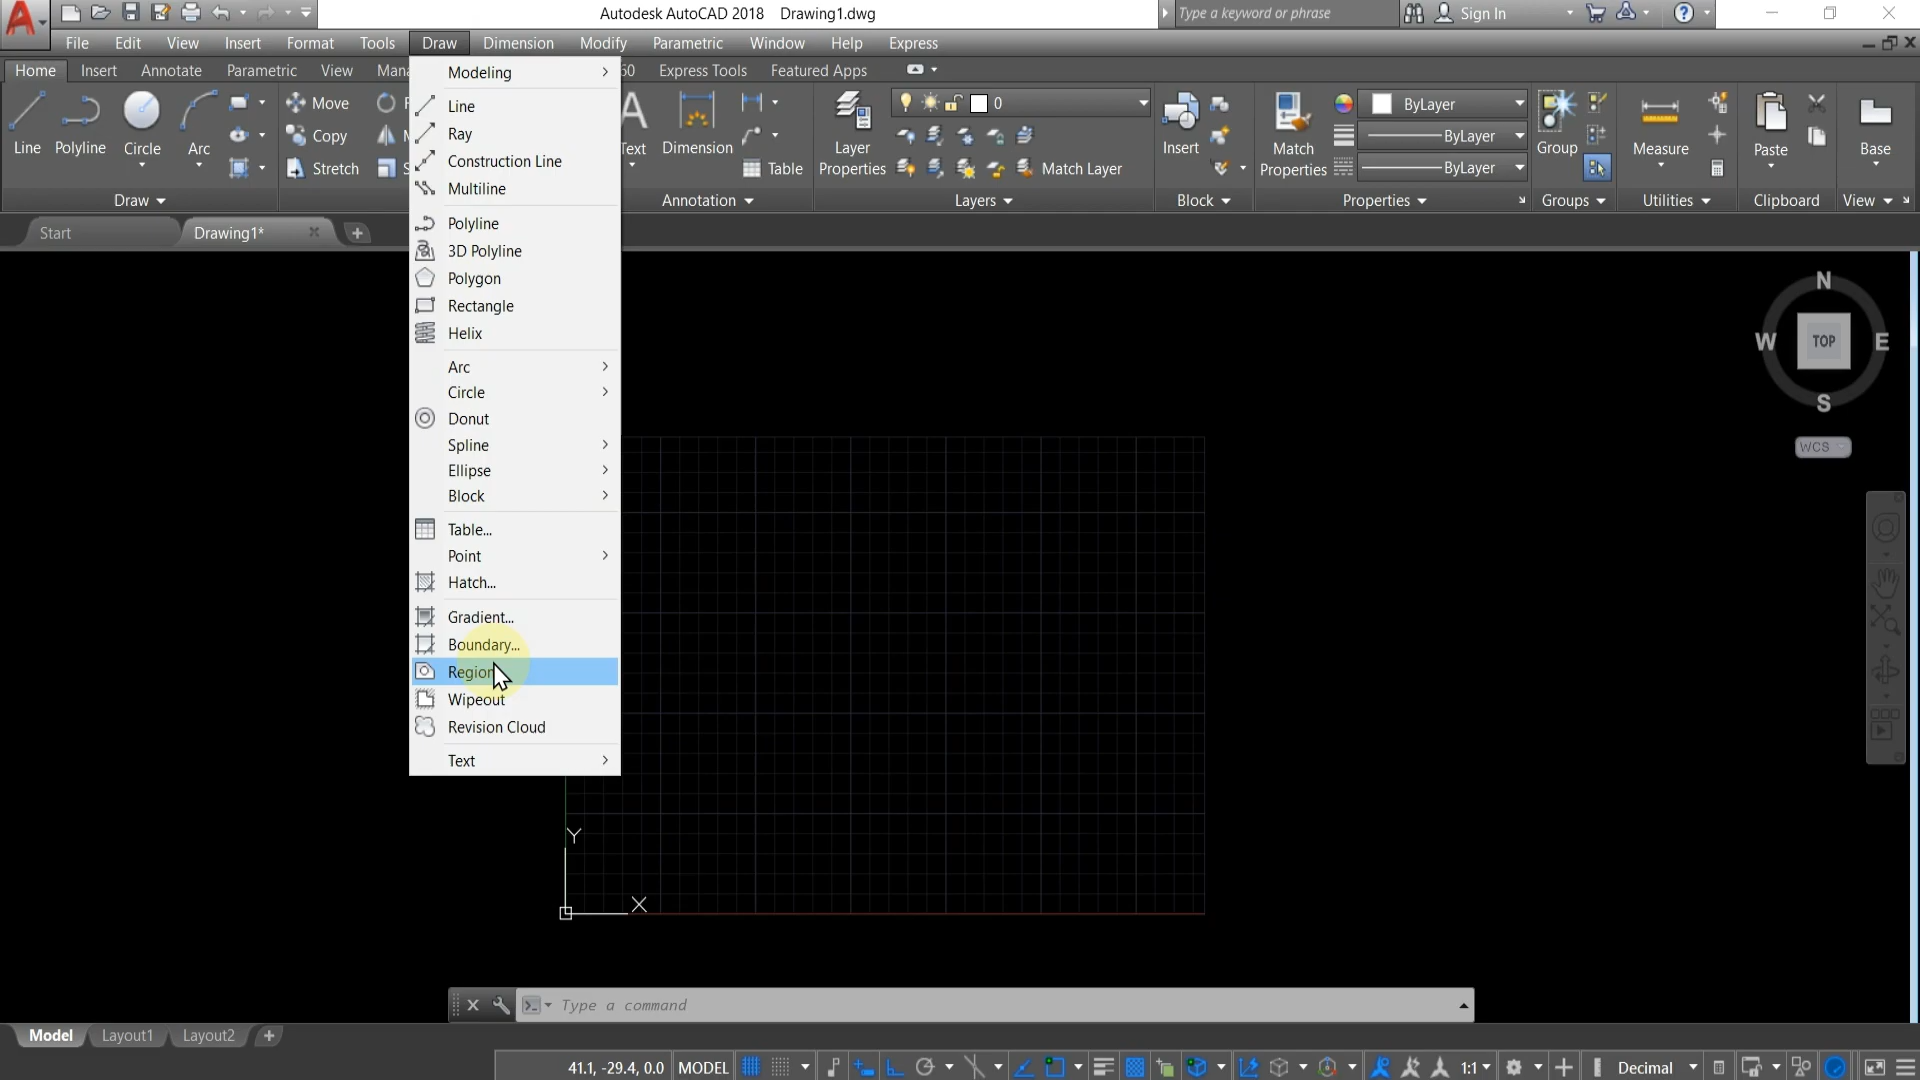 Autodesk AutoCAD 2018 Drawing1.dwg
Type a keyword or phrase
Sign In
File Edit View Insert Format Tools Draw Dimension Modify Parametric Window Help Express
Home Insert Annotate Parametric View Express Tools Featured Apps
Line Polyline Circle Arc
Move
Copy
Stretch
Text Dimension Table
Layer Properties
0
Match Layer
Insert
Match Properties
ByLayer
ByLayer
ByLayer
Group
Measure
Paste
Base
Draw Annotation Layers Block Properties Groups Utilities Clipboard View
Start Drawing1*
Modeling
Line
Ray
Construction Line
Multiline
Polyline
3D Polyline
Polygon
Rectangle
Helix
Arc
Circle
Donut
Spline
Ellipse
Block
Table...
Point
Hatch...
Gradient...
Boundary...
Region
Wipeout
Revision Cloud
Text
N
W TOP E
S
WCS
Y
X
Type a command
Model Layout1 Layout2
41.1, -29.4, 0.0 MODEL 1:1 Decimal